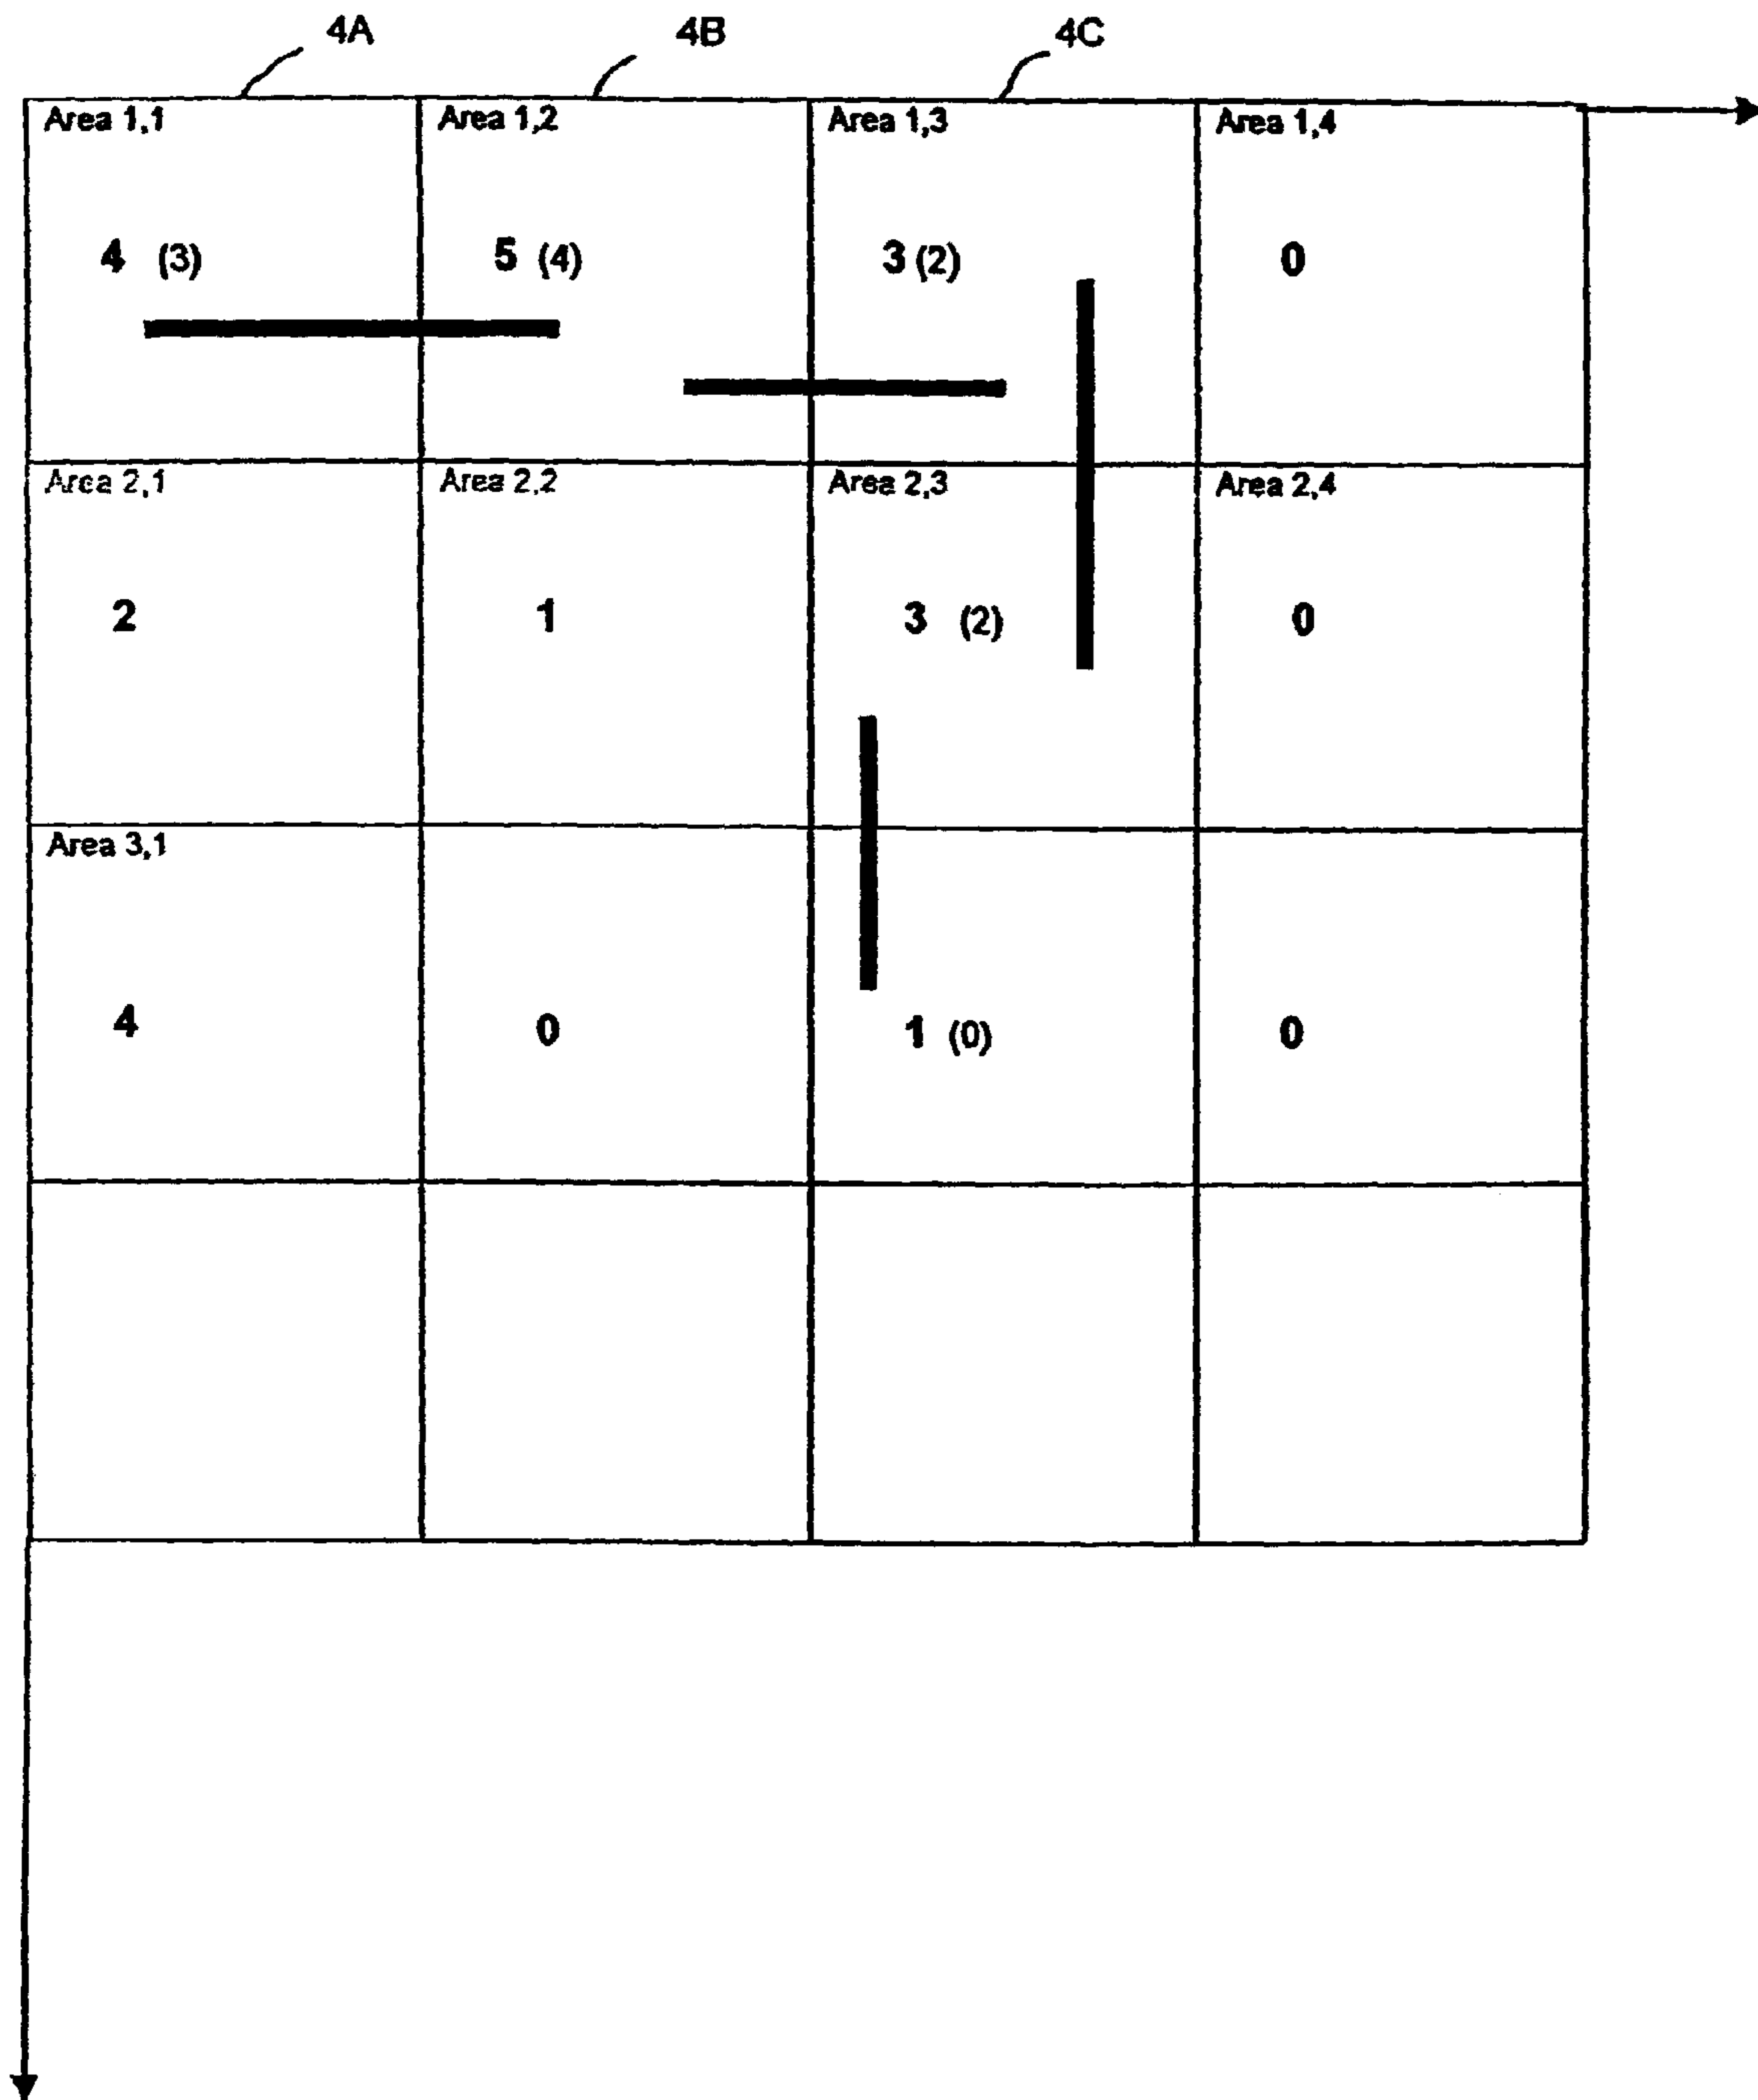 4A 4B 4C
Area 1,1 Area 1,2 Area 1,3 Area 1,4
4 (3) 5 (4) 3 (2) 0
Area 2,1 Area 2,2 Area 2,3 Area 2,4
2 1 3 (2) 0
Area 3,1
4 0 1 (0) 0